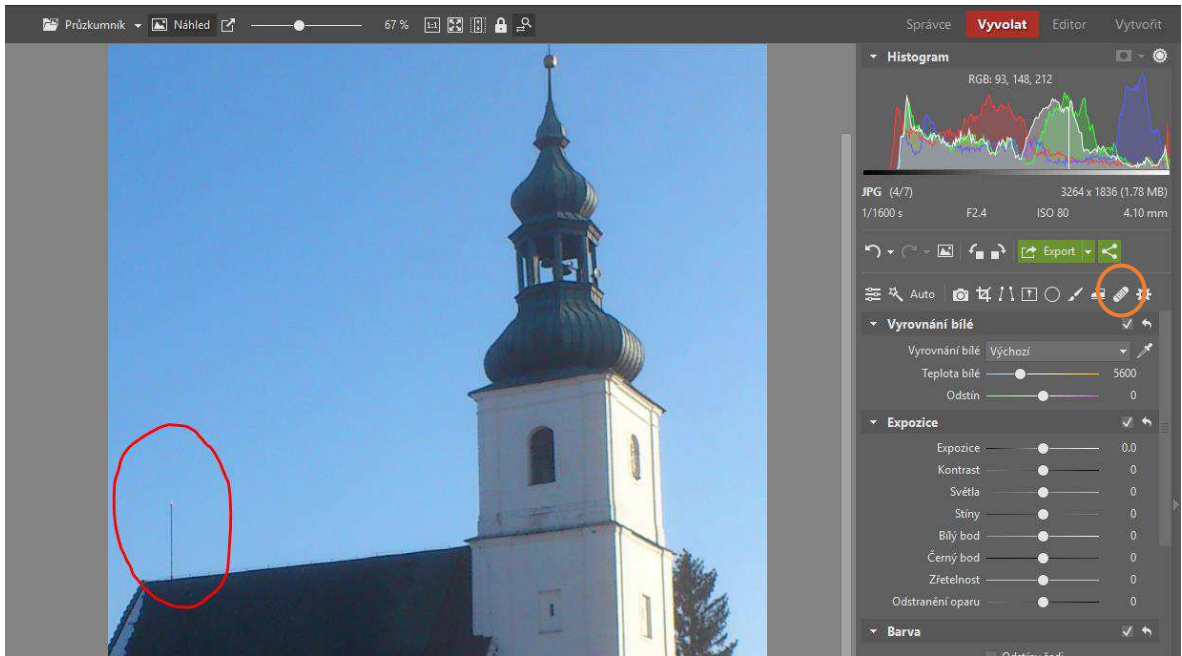 Průzkumník Náhled 67 % 1:1 Správce Vyvolat Editor Vytvořit
Histogram
RGB: 93, 148, 212
JPG (4/7) 3264 x 1836 (1.78 MB)
1/1600 s F2.4 ISO 80 4.10 mm
Export
Auto
Vyrovnání bílé
Vyrovnání bílé Výchozí
Teplota bílé 5600
Odstín 0
Expozice
Expozice 0.0
Kontrast 0
Světla 0
Stíny 0
Bílý bod 0
Černý bod 0
Zřetelnost 0
Odstranění oparu 0
Barva